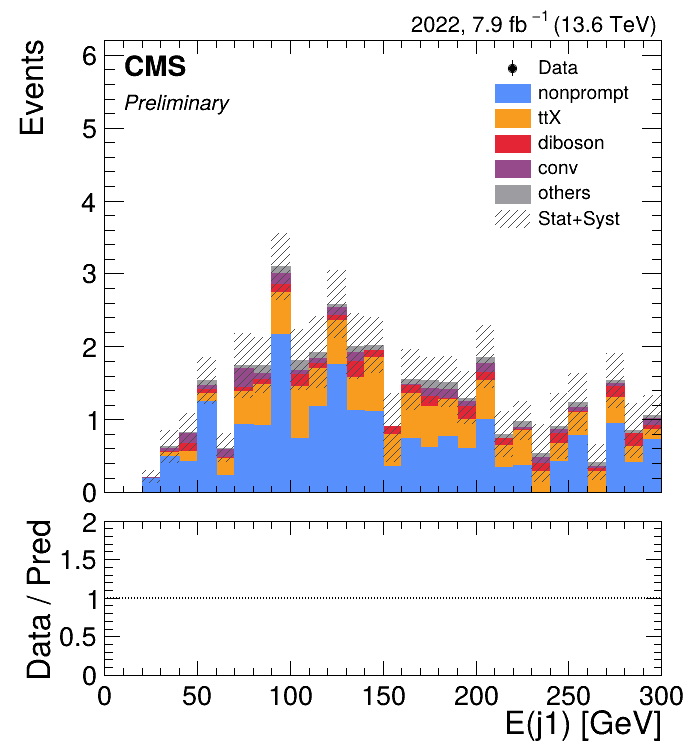 2022, 7.9 fb⁻¹ (13.6 TeV)
CMS
Preliminary
Data
nonprompt
ttX
diboson
conv
others
Stat+Syst
Events
6
5
4
3
2
1
0
Data / Pred
2
1.5
1
0.5
0
0 50 100 150 200 250 300
E(j1) [GeV]